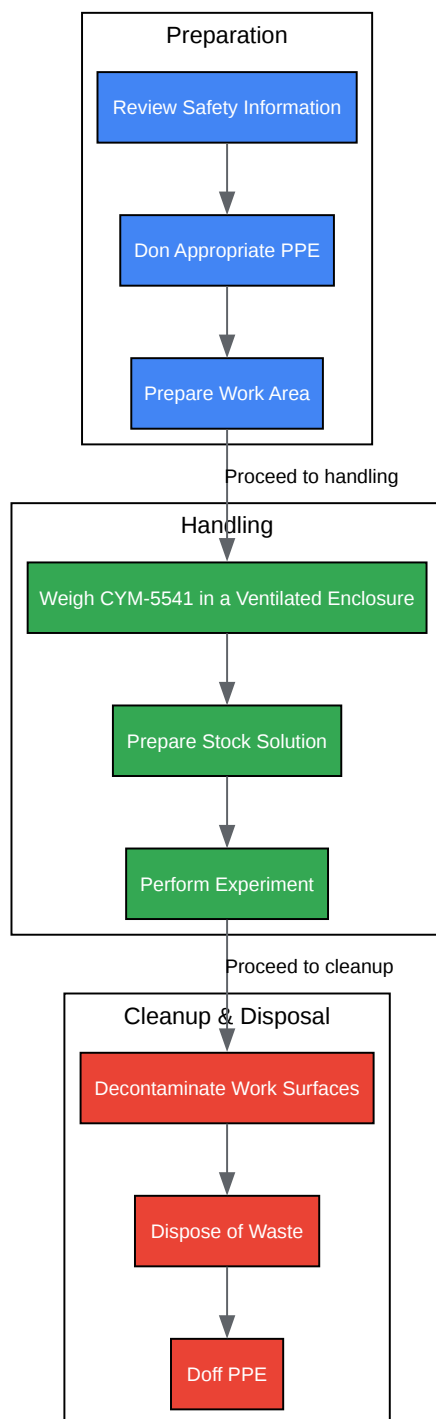 Preparation
Review Safety Information
Don Appropriate PPE
Prepare Work Area
Proceed to handling
Handling
Weigh CYM-5541 in a Ventilated Enclosure
Prepare Stock Solution
Perform Experiment
Proceed to cleanup
Cleanup & Disposal
Decontaminate Work Surfaces
Dispose of Waste
Doff PPE